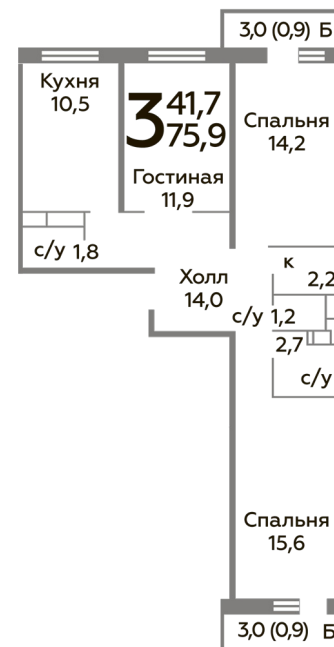 3,0 (0,9) Б
Кухня
10,5
3
41,7
75,9
Спальня
14,2
Гостиная
11,9
с/у 1,8
к
2,2
Холл
14,0
с/у 1,2
2,7
с/у
Спальня
15,6
3,0 (0,9) Б